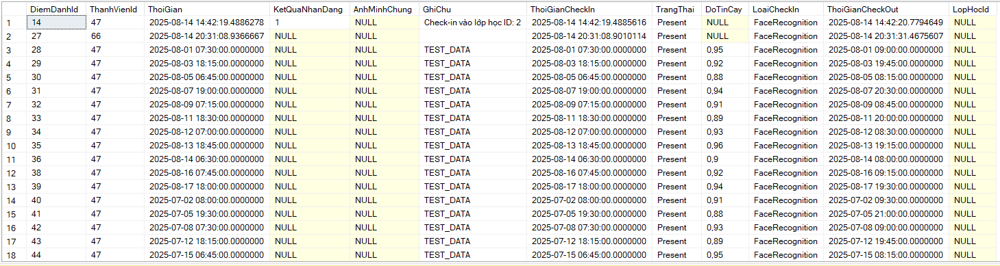 DiemDanhId ThanhVienId ThoiGian KetQuaNhanDang AnhMinhChung GhiChu ThoiGianCheckIn TrangThai DoTinCay LoaiCheckIn ThoiGianCheckOut LopHocId
1 14 47 2025-08-14 14:42:19.4886278 1 NULL Check-in vào lớp học ID: 2 2025-08-14 14:42:19.4885616 Present NULL FaceRecognition 2025-08-14 14:42:20.7794649 NULL
2 27 66 2025-08-14 20:31:08.9366667 NULL NULL 2025-08-14 20:31:08.9010114 Present NULL FaceRecognition 2025-08-14 20:31:31.4675607 NULL
3 28 47 2025-08-01 07:30:00.0000000 NULL NULL TEST_DATA 2025-08-01 07:30:00.0000000 Present 0,95 FaceRecognition 2025-08-01 09:00:00.0000000 NULL
4 29 47 2025-08-03 18:15:00.0000000 NULL NULL TEST_DATA 2025-08-03 18:15:00.0000000 Present 0,92 FaceRecognition 2025-08-03 19:45:00.0000000 NULL
5 30 47 2025-08-05 06:45:00.0000000 NULL NULL TEST_DATA 2025-08-05 06:45:00.0000000 Present 0,88 FaceRecognition 2025-08-05 08:15:00.0000000 NULL
6 31 47 2025-08-07 19:00:00.0000000 NULL NULL TEST_DATA 2025-08-07 19:00:00.0000000 Present 0,94 FaceRecognition 2025-08-07 20:30:00.0000000 NULL
7 32 47 2025-08-09 07:15:00.0000000 NULL NULL TEST_DATA 2025-08-09 07:15:00.0000000 Present 0,91 FaceRecognition 2025-08-09 08:45:00.0000000 NULL
8 33 47 2025-08-11 18:30:00.0000000 NULL NULL TEST_DATA 2025-08-11 18:30:00.0000000 Present 0,89 FaceRecognition 2025-08-11 20:00:00.0000000 NULL
9 34 47 2025-08-12 07:00:00.0000000 NULL NULL TEST_DATA 2025-08-12 07:00:00.0000000 Present 0,93 FaceRecognition 2025-08-12 08:30:00.0000000 NULL
10 35 47 2025-08-13 18:45:00.0000000 NULL NULL TEST_DATA 2025-08-13 18:45:00.0000000 Present 0,96 FaceRecognition 2025-08-13 19:15:00.0000000 NULL
11 36 47 2025-08-14 06:30:00.0000000 NULL NULL TEST_DATA 2025-08-14 06:30:00.0000000 Present 0,9 FaceRecognition 2025-08-14 08:00:00.0000000 NULL
12 38 47 2025-08-16 07:45:00.0000000 NULL NULL TEST_DATA 2025-08-16 07:45:00.0000000 Present 0,92 FaceRecognition 2025-08-16 09:15:00.0000000 NULL
13 39 47 2025-08-17 18:00:00.0000000 NULL NULL TEST_DATA 2025-08-17 18:00:00.0000000 Present 0,94 FaceRecognition 2025-08-17 19:30:00.0000000 NULL
14 40 47 2025-07-02 08:00:00.0000000 NULL NULL TEST_DATA 2025-07-02 08:00:00.0000000 Present 0,91 FaceRecognition 2025-07-02 09:30:00.0000000 NULL
15 41 47 2025-07-05 19:30:00.0000000 NULL NULL TEST_DATA 2025-07-05 19:30:00.0000000 Present 0,88 FaceRecognition 2025-07-05 21:00:00.0000000 NULL
16 42 47 2025-07-08 07:30:00.0000000 NULL NULL TEST_DATA 2025-07-08 07:30:00.0000000 Present 0,93 FaceRecognition 2025-07-08 09:00:00.0000000 NULL
17 43 47 2025-07-12 18:15:00.0000000 NULL NULL TEST_DATA 2025-07-12 18:15:00.0000000 Present 0,89 FaceRecognition 2025-07-12 19:45:00.0000000 NULL
18 44 47 2025-07-15 06:45:00.0000000 NULL NULL TEST_DATA 2025-07-15 06:45:00.0000000 Present 0,95 FaceRecognition 2025-07-15 08:15:00.0000000 NULL